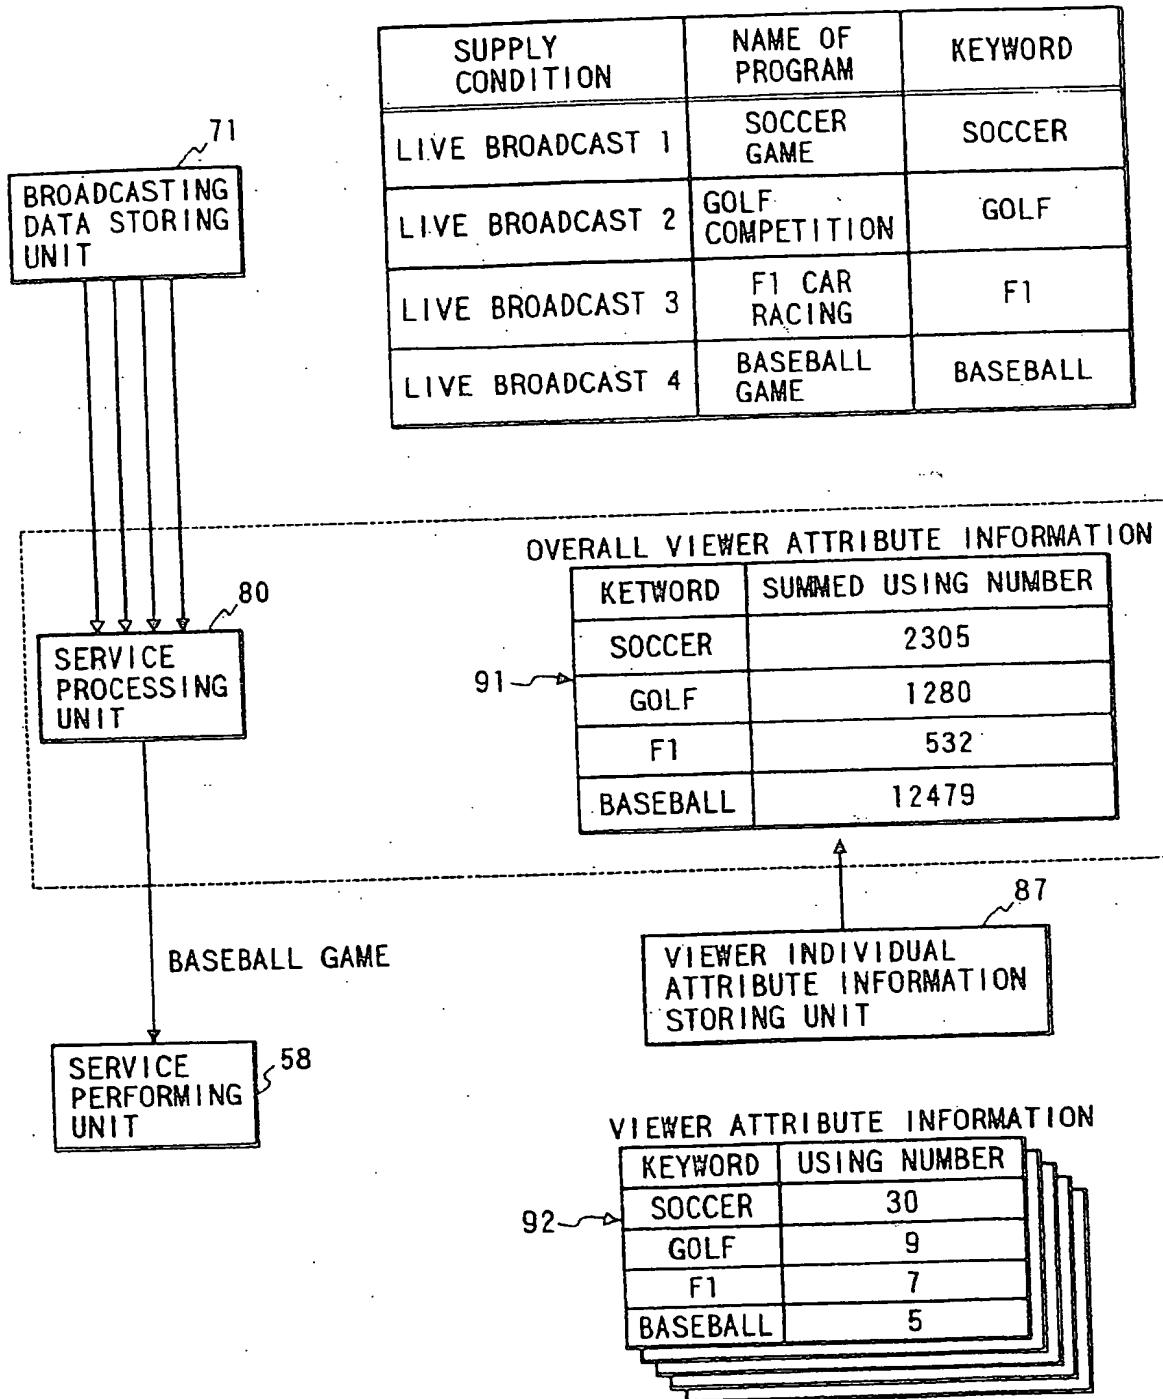 SUPPLY CONDITION
NAME OF PROGRAM
KEYWORD
LIVE BROADCAST 1
SOCCER GAME
SOCCER
LIVE BROADCAST 2
GOLF COMPETITION
GOLF
LIVE BROADCAST 3
F1 CAR RACING
F1
LIVE BROADCAST 4
BASEBALL GAME
BASEBALL
71
BROADCASTING
DATA STORING
UNIT
OVERALL VIEWER ATTRIBUTE INFORMATION
KETWORD SUMMED USING NUMBER
SOCCER 2305
GOLF 1280
F1 532
BASEBALL 12479
91
80
SERVICE
PROCESSING
UNIT
BASEBALL GAME
87
VIEWER INDIVIDUAL
ATTRIBUTE INFORMATION
STORING UNIT
SERVICE
PERFORMING
UNIT
58
VIEWER ATTRIBUTE INFORMATION
KEYWORD USING NUMBER
SOCCER 30
GOLF 9
F1 7
BASEBALL 5
92